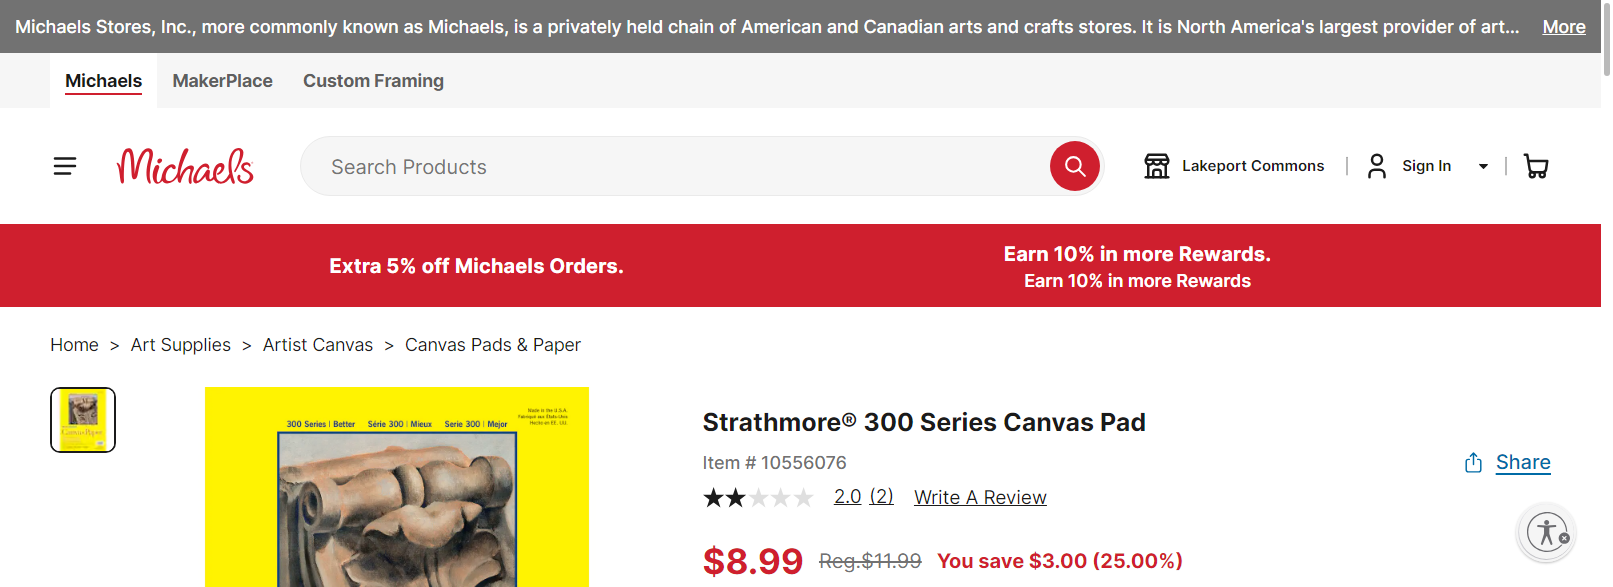 Michaels Stores, Inc., more commonly known as Michaels, is a privately held chain of American and Canadian arts and crafts stores. It is North America's largest provider of art... More
Michaels MakerPlace Custom Framing
Michaels Search Products Lakeport Commons | Sign In |
Extra 5% off Michaels Orders.
Earn 10% in more Rewards.
Earn 10% in more Rewards
Home > Art Supplies > Artist Canvas > Canvas Pads & Paper
Canvas Paper
Made in the U.S.A.
Fabriqué aux États-Unis
Hecho en EE. UU.
300 Series | Better Série 300 | Mieux Serie 300 | Mejor
Strathmore® 300 Series Canvas Pad
Item # 10556076
Share
2.0 (2) Write A Review
$8.99 Reg.$11.99 You save $3.00 (25.00%)